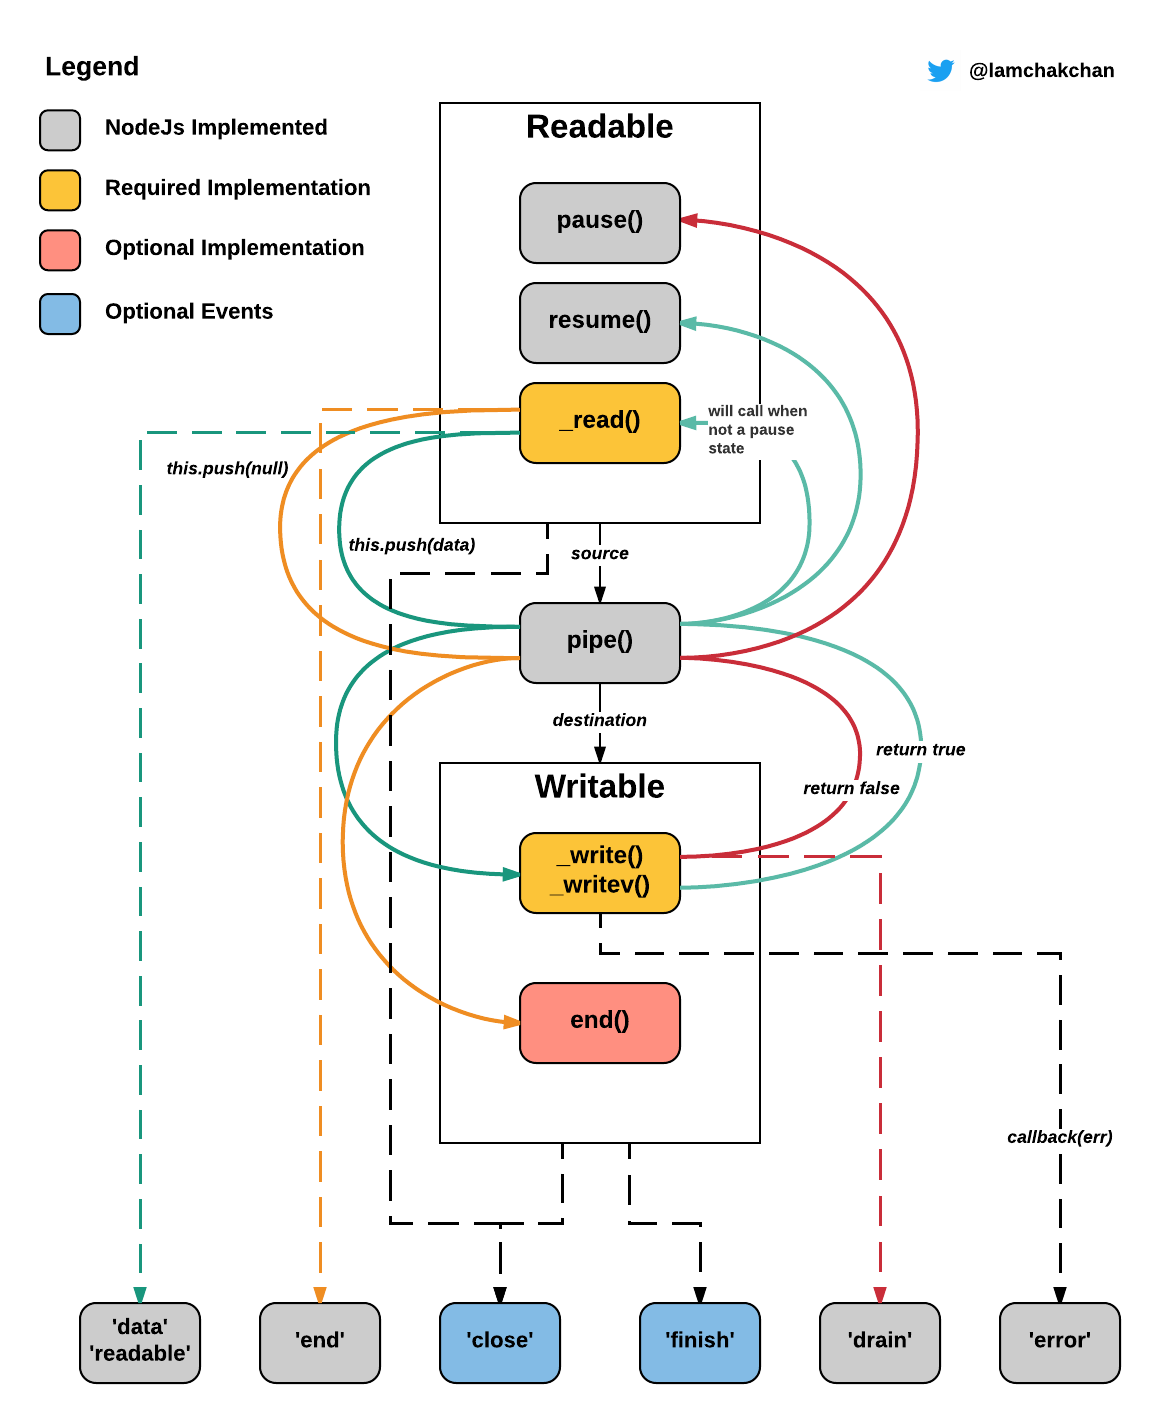 Legend
@lamchakchan
NodeJs Implemented
Required Implementation
Optional Implementation
Optional Events
Readable
pause()
resume()
_read()
will call when
not a pause
state
this.push(null)
this.push(data)
source
pipe()
destination
return true
return false
Writable
_write()
_writev()
end()
callback(err)
'data'
'readable'
'end'
'close'
'finish'
'drain'
'error'